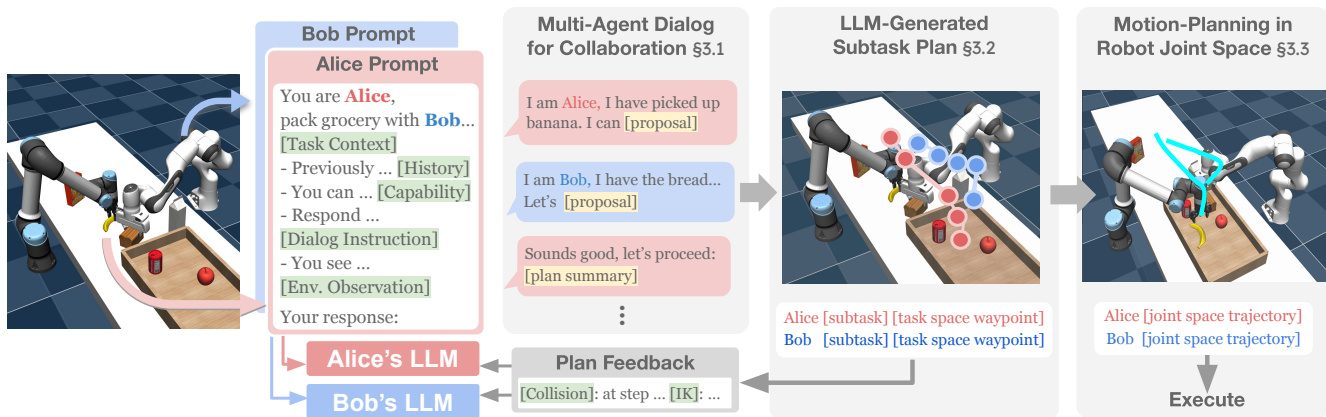 Bob Prompt
Alice Prompt
You are Alice,
pack grocery with Bob...
[Task Context]
- Previously ... [History]
- You can ... [Capability]
- Respond ...
[Dialog Instruction]
- You see ...
[Env. Observation]
Your response:
Alice's LLM
Bob's LLM
Multi-Agent Dialog
for Collaboration §3.1
I am Alice, I have picked up
banana. I can [proposal]
I am Bob, I have the bread...
Let's [proposal]
Sounds good, let's proceed:
[plan summary]
Plan Feedback
[Collision]: at step ... [IK]: ...
LLM-Generated
Subtask Plan §3.2
Alice [subtask] [task space waypoint]
Bob [subtask] [task space waypoint]
Motion-Planning in
Robot Joint Space §3.3
Alice [joint space trajectory]
Bob [joint space trajectory]
Execute